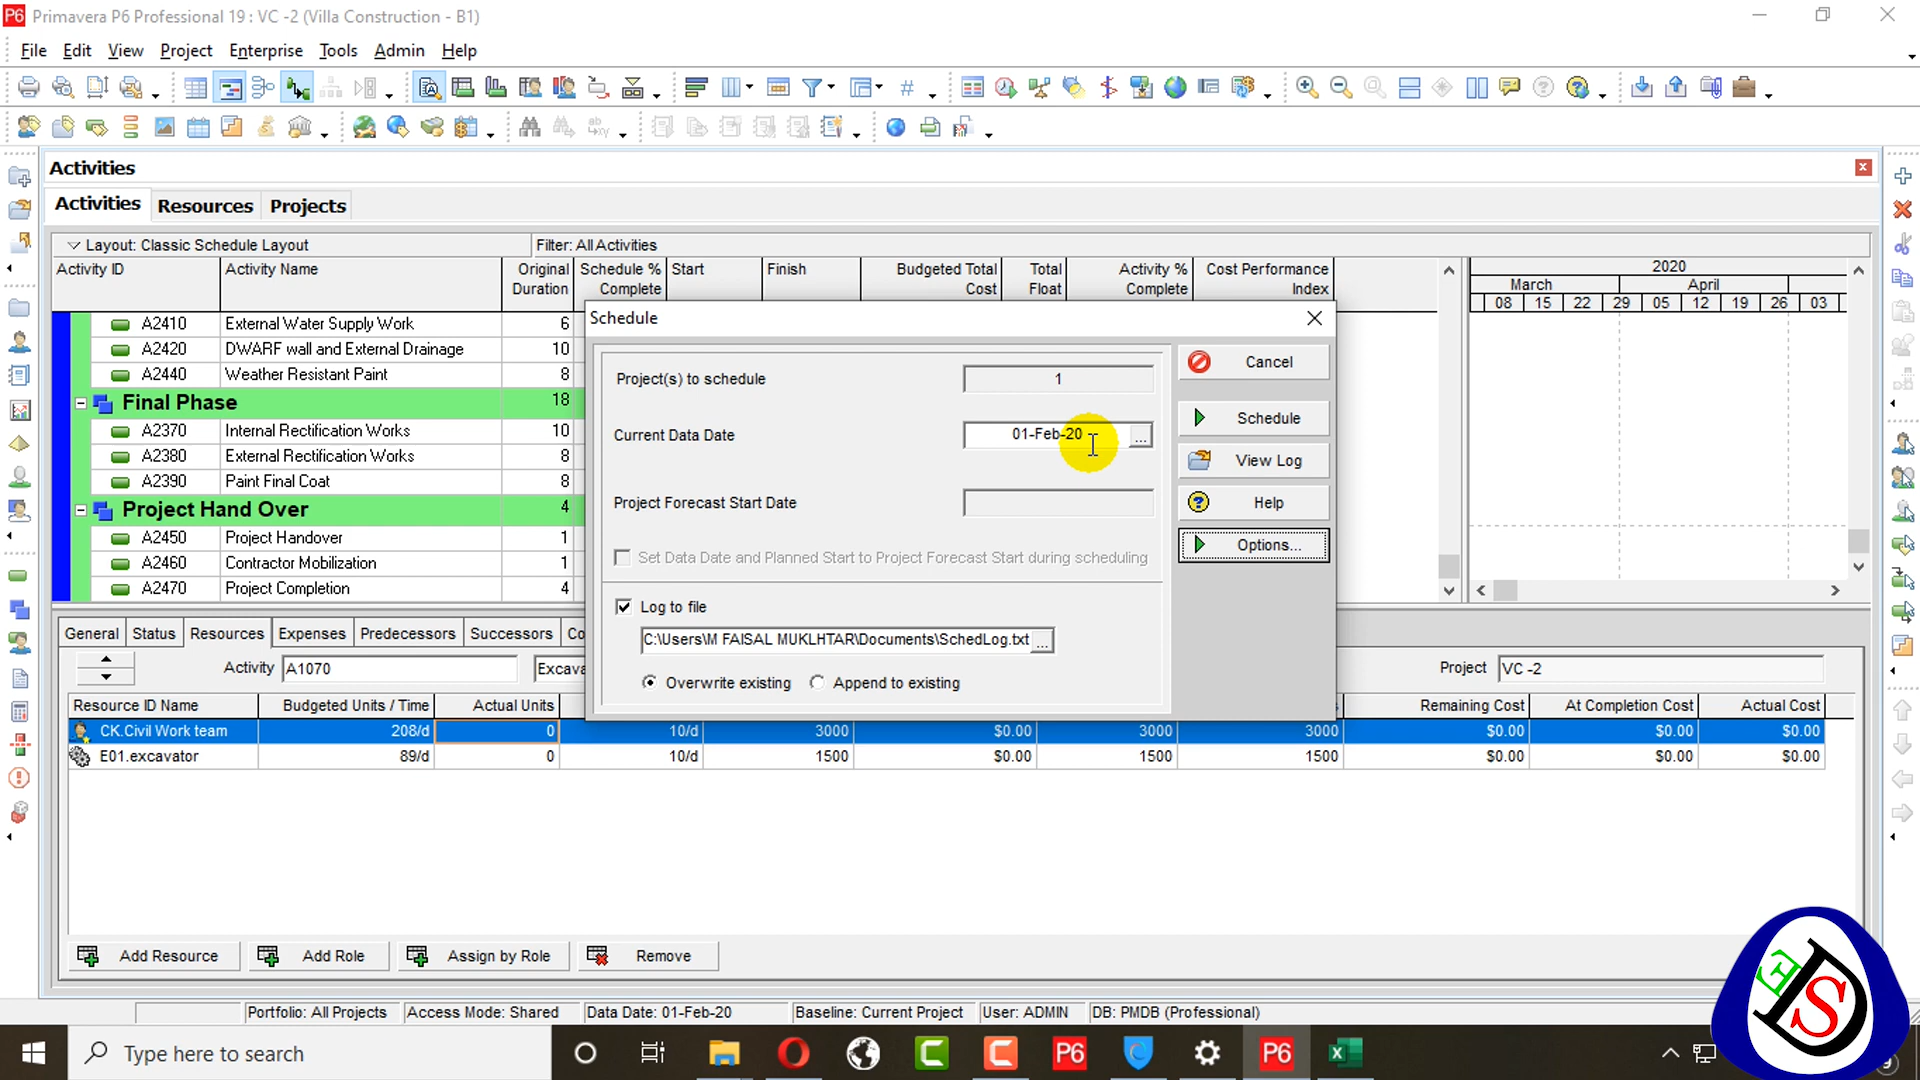 Primavera P6 Professional 19 : VC -2 (Villa Construction - B1)
File Edit View Project Enterprise Tools Admin Help
Activities
Activities Resources Projects
Layout: Classic Schedule Layout Filter: All Activities
Activity ID Activity Name Original Duration Schedule % Complete Start Finish Budgeted Total Cost Total Float Activity % Complete Cost Performance Index
2020
March April
08 15 22 29 05 12 19 26 03
A2410 External Water Supply Work 6
A2420 DWARF wall and External Drainage 10
A2440 Weather Resistant Paint 8
Final Phase 18
A2370 Internal Rectification Works 10
A2380 External Rectification Works 10
A2390 Paint Final Coat 8
Project Hand Over 4
A2450 Project Handover 1
A2460 Contractor Mobilization 1
A2470 Project Completion 4
Schedule
Project(s) to schedule 1
Current Data Date 01-Feb-20 ...
Project Forecast Start Date
Set Data Date and Planned Start to Project Forecast Start during scheduling
Log to file
C:\Users\M FAISAL MUKLHTAR\Documents\SchedLog.txt ...
Overwrite existing Append to existing
Cancel
Schedule
View Log
Help
Options...
General Status Resources Expenses Predecessors Successors Co
Activity A1070 Excava Project VC -2
Resource ID Name Budgeted Units / Time Actual Units Remaining Cost At Completion Cost Actual Cost
CK.Civil Work team 208/d 0 10/d 3000 $0.00 3000 3000 $0.00 $0.00 $0.00
E01.excavator 89/d 0 10/d 1500 $0.00 1500 1500 $0.00 $0.00 $0.00
Add Resource Add Role Assign by Role Remove
Portfolio: All Projects Access Mode: Shared Data Date: 01-Feb-20 Baseline: Current Project User: ADMIN DB: PMDB (Professional)
Type here to search